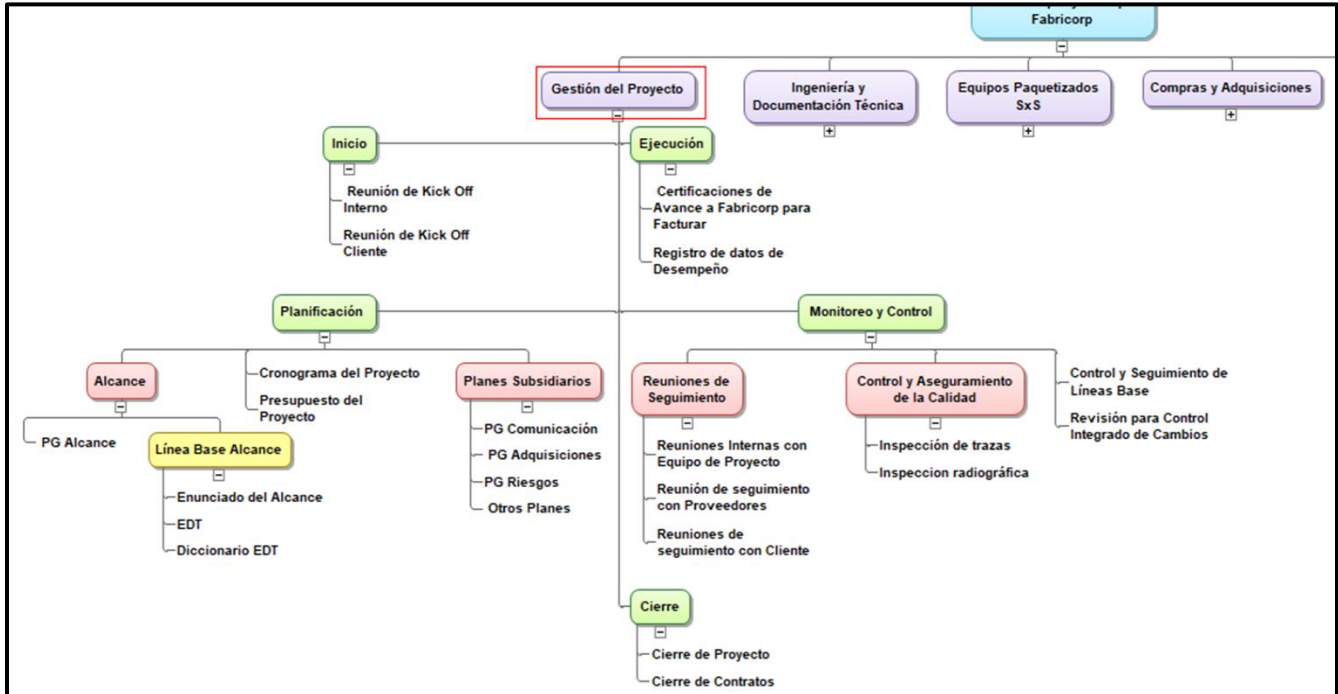 Fabricorp
Gestión del Proyecto
Ingeniería y
Documentación Técnica
Equipos Paquetizados
SxS
Compras y Adquisiciones
Inicio
Reunión de Kick Off
Interno
Reunión de Kick Off
Cliente
Ejecución
Certificaciones de
Avance a Fabricorp para
Facturar
Registro de datos de
Desempeño
Planificación
Alcance
PG Alcance
Línea Base Alcance
Enunciado del Alcance
EDT
Diccionario EDT
Cronograma del Proyecto
Presupuesto del
Proyecto
Planes Subsidiarios
PG Comunicación
PG Adquisiciones
PG Riesgos
Otros Planes
Monitoreo y Control
Reuniones de
Seguimiento
Reuniones Internas con
Equipo de Proyecto
Reunión de seguimiento
con Proveedores
Reuniones de
seguimiento con Cliente
Control y Aseguramiento
de la Calidad
Inspección de trazas
Inspeccion radiográfica
Control y Seguimiento de
Líneas Base
Revisión para Control
Integrado de Cambios
Cierre
Cierre de Proyecto
Cierre de Contratos